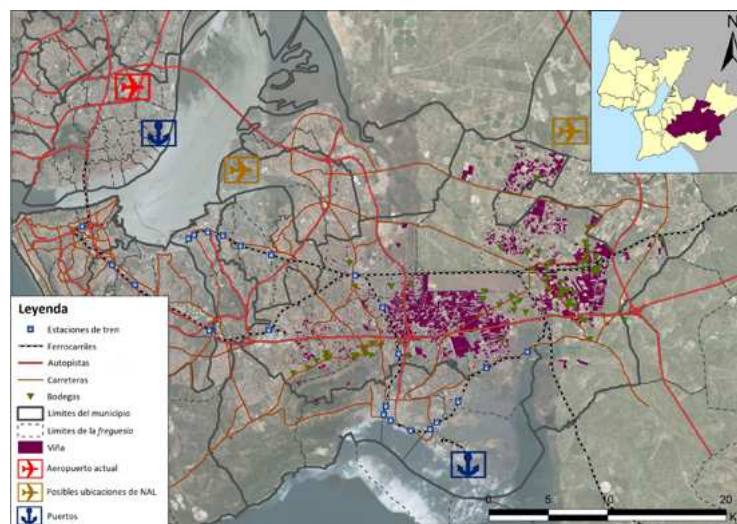 N
Leyenda
Estaciones de tren
Ferrocarriles
Autopistas
Carreteras
Bodegas
Límites del municipio
Límites de la freguesia
Viña
Aeropuerto actual
Posibles ubicaciones de NAL
Puertos
0 5 10 15 20
K